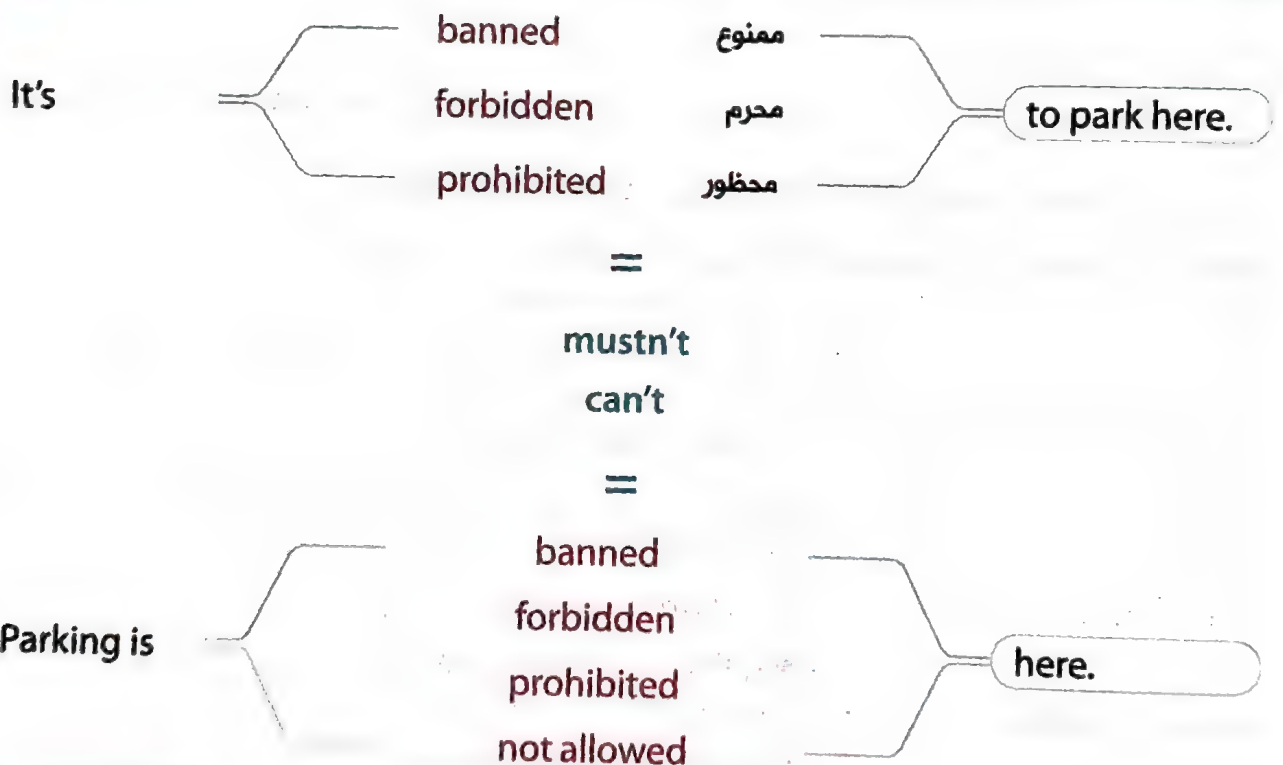 banned ممنوع
It's
forbidden محرم
to park here.
prohibited محظور
=
mustn't
can't
=
banned
forbidden
Parking is
here.
prohibited
not allowed